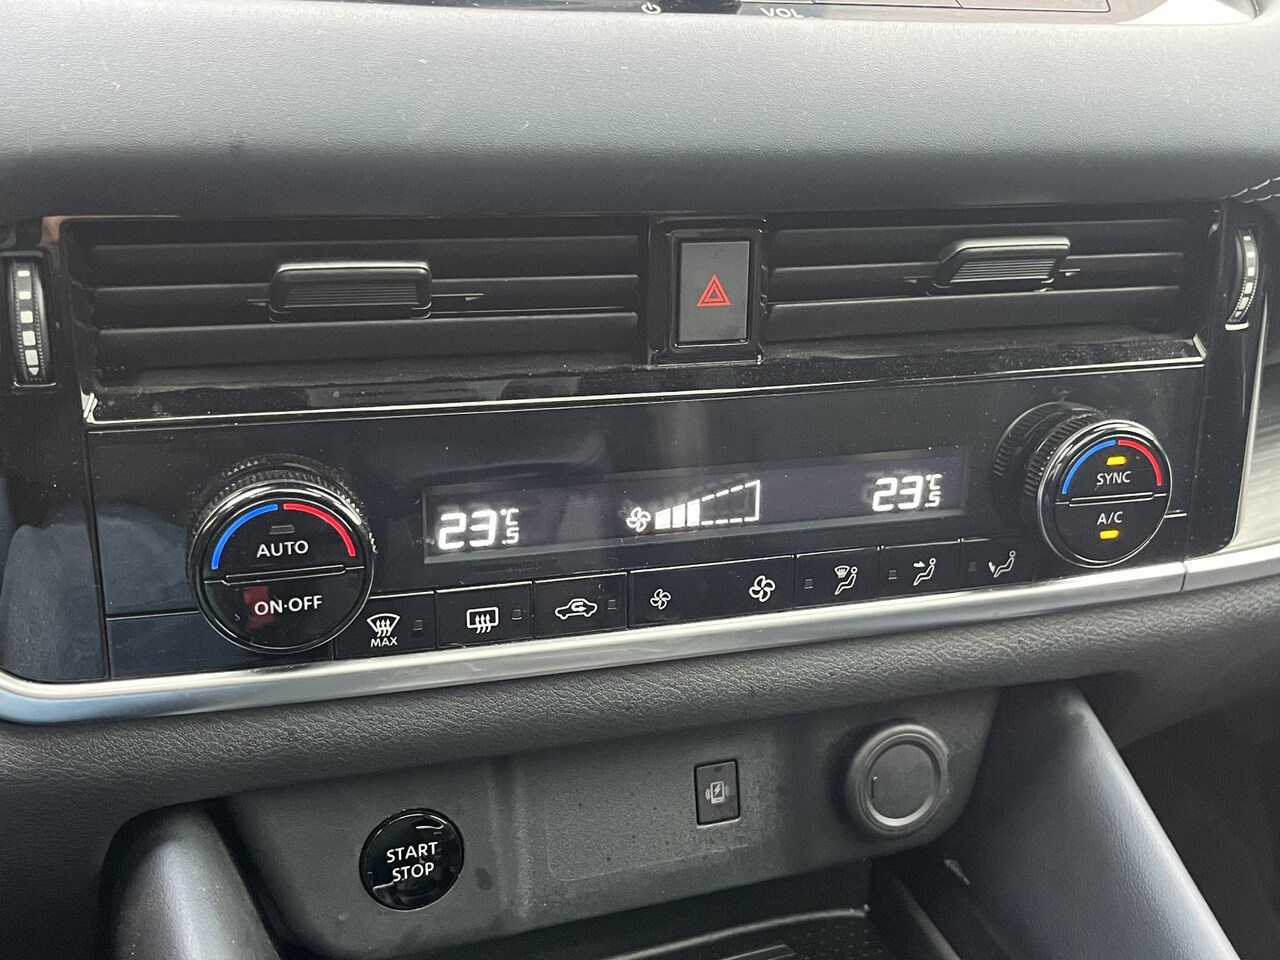 VOL
23.5°C
23.5°C
SYNC
A/C
AUTO
ON·OFF
MAX
START
STOP